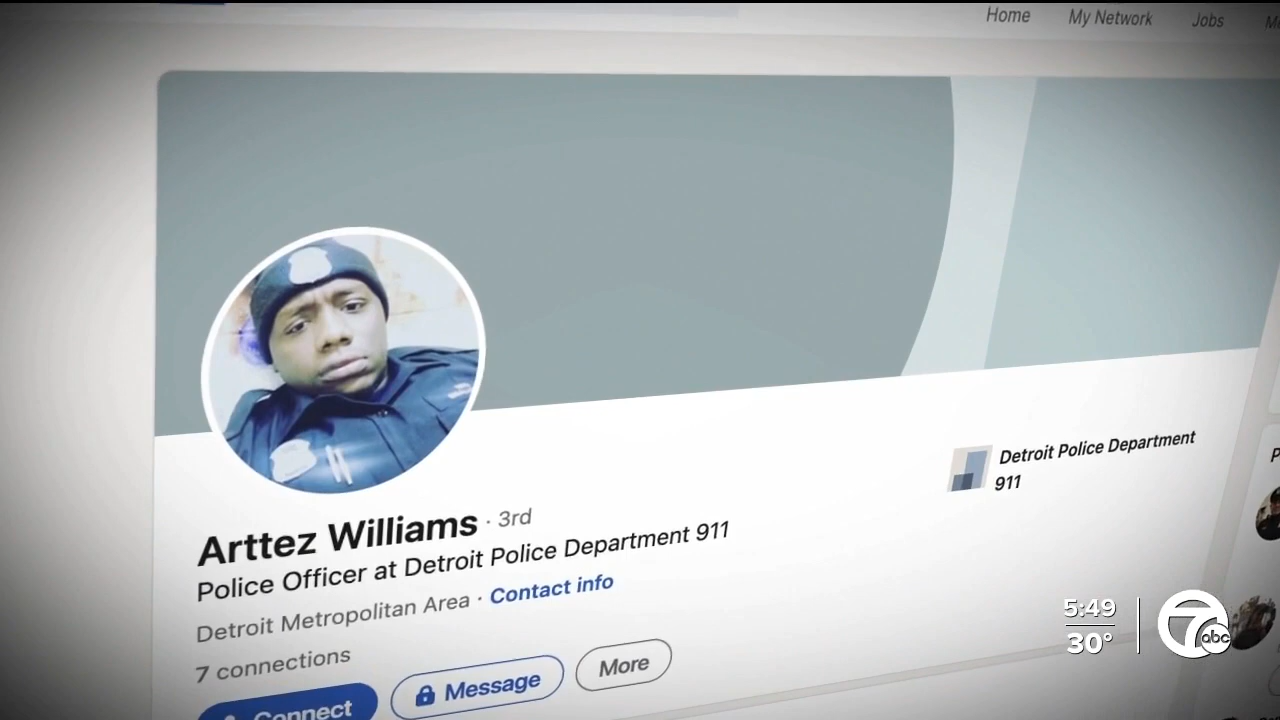 Home My Network Jobs
Arttez Williams · 3rd
Police Officer at Detroit Police Department 911
Detroit Metropolitan Area · Contact info
7 connections
Connect Message More
Detroit Police Department
911
5:49
30°
7 abc